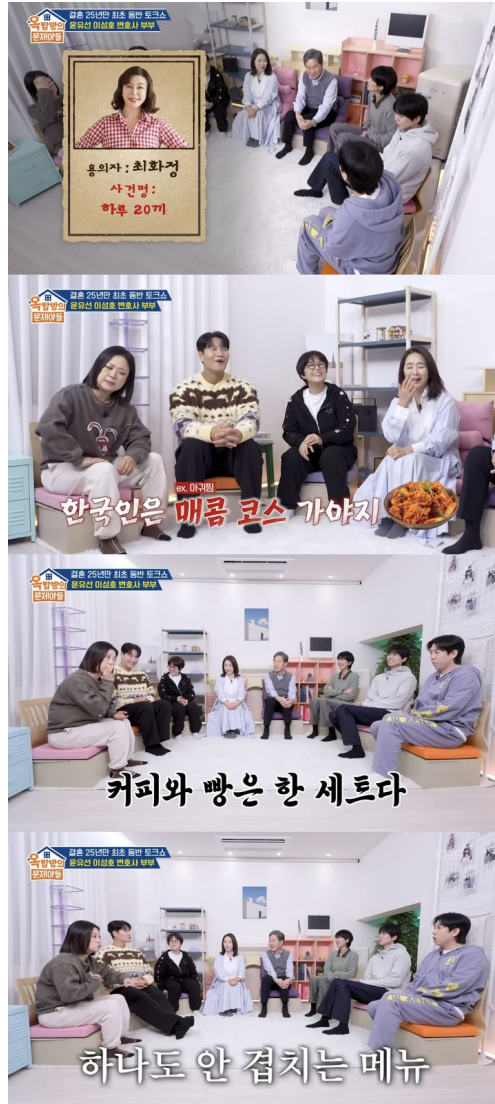 옥탑방의
문제아들
결혼 25년만 최초 동반 토크쇼
윤유선 이성호 변호사 부부
용의자 : 최화정
사건명 :
하루 20끼
옥탑방의
문제아들
결혼 25년만 최초 동반 토크쇼
윤유선 이성호 변호사 부부
ex. 아귀찜
한국인은 매콤 코스 가야지
옥탑방의
문제아들
결혼 25년만 최초 동반 토크쇼
윤유선 이성호 변호사 부부
커피와 빵은 한 세트다
옥탑방의
문제아들
결혼 25년만 최초 동반 토크쇼
윤유선 이성호 변호사 부부
하나도 안 겹치는 메뉴